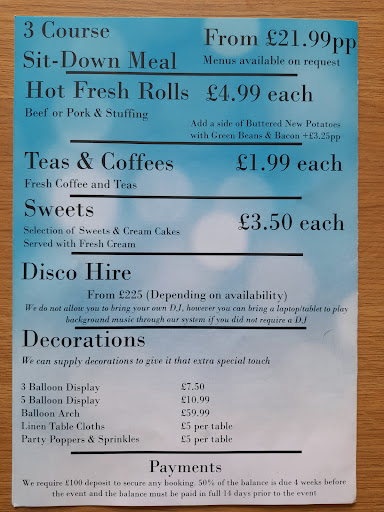 3 Course From £21.99pp
Sit-Down Meal Menus available on request
Hot Fresh Rolls £4.99 each
Beef or Pork & Stuffing
Add a side of Buttered New Potatoes
with Green Beans & Bacon +£3.25pp
Teas & Coffees £1.99 each
Fresh Coffee and Teas
Sweets £3.50 each
Selection of Sweets & Cream Cakes
Served with Fresh Cream
Disco Hire
From £225 (Depending on availability)
We do not allow you to bring your own DJ, however you can bring a laptop/tablet to play
background music through our system if you did not require a DJ
Decorations
We can supply decorations to give it that extra special touch
3 Balloon Display £7.50
5 Balloon Display £10.99
Balloon Arch £59.99
Linen Table Cloths £5 per table
Party Poppers & Sprinkles £5 per table
Payments
We require £100 deposit to secure any booking. 50% of the balance is due 4 weeks before
the event and the balance must be paid in full 14 days prior to the event